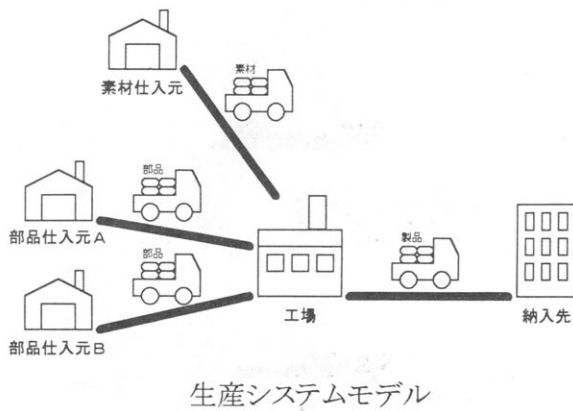 素材
素材仕入元
部品
部品仕入元A
部品
製品
工場
納入先
部品仕入元B
生産システムモデル